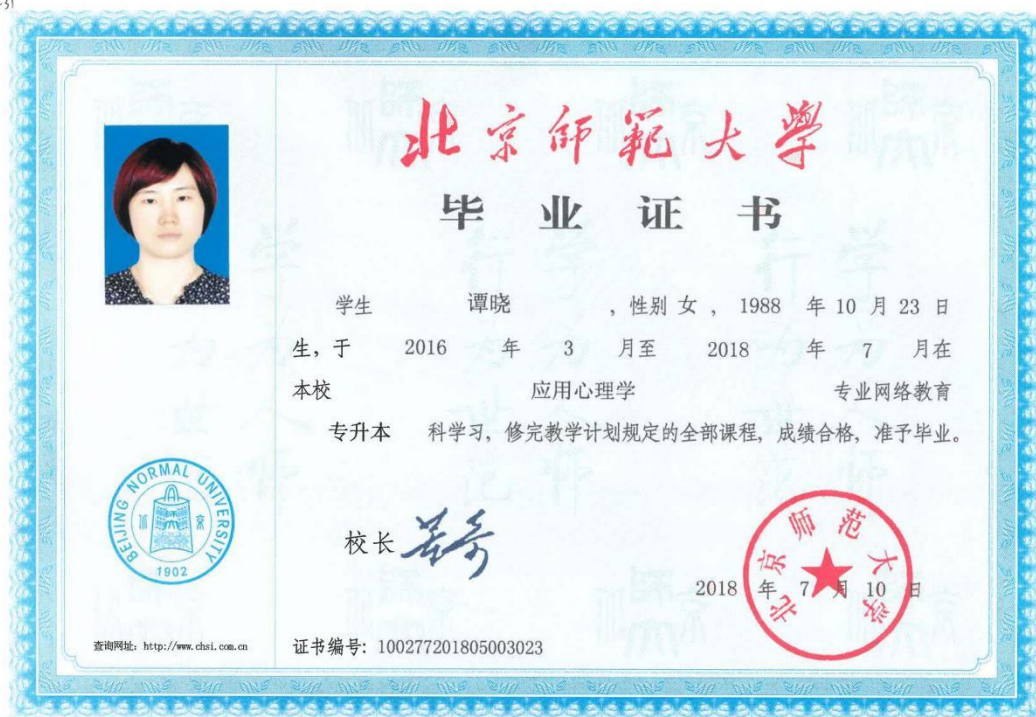 北京师范大学
毕业证书
学生 谭晓 ，性别 女 ， 1988 年 10 月 23 日
生，于 2016 年 3 月至 2018 年 7 月在
本校 应用心理学 专业网络教育
专升本 科学习，修完教学计划规定的全部课程，成绩合格，准予毕业。
BEIJING NORMAL UNIVERSITY
1902
校长
北京师范大学
2018 年 7 月 10 日
查询网址：http://www.chsi.com.cn
证书编号：100277201805003023